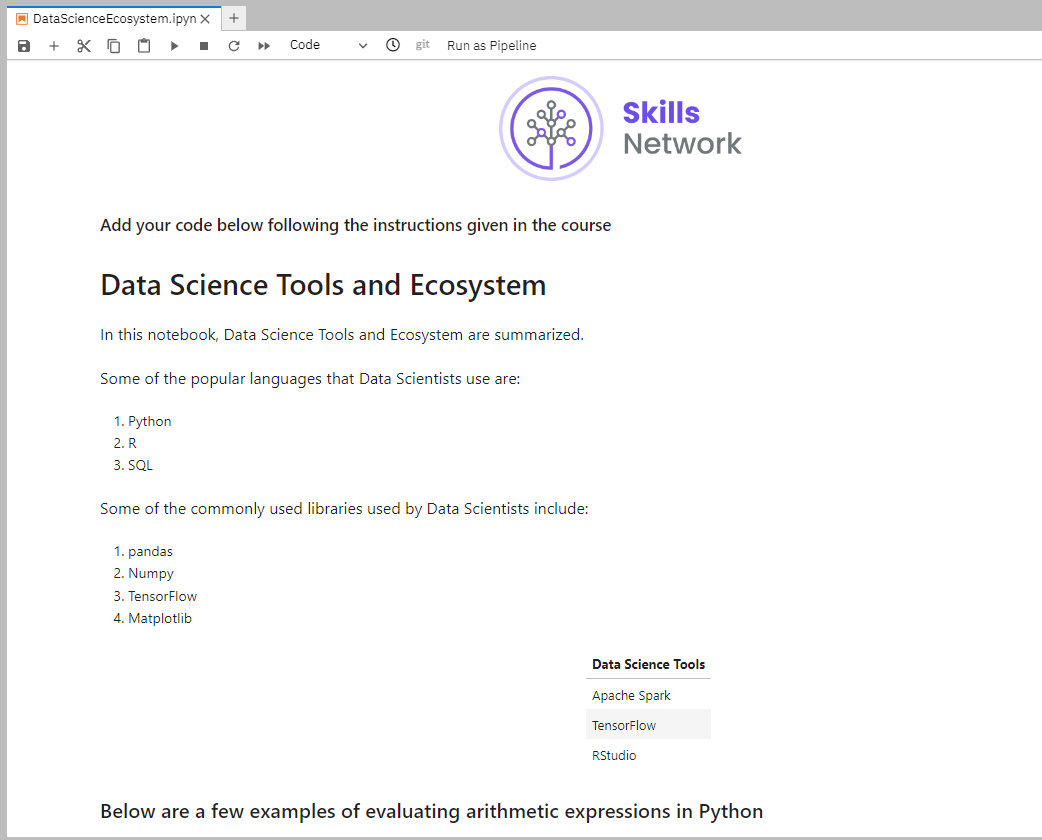 DataScienceEcosystem.ipyn
Code
git
Run as Pipeline
Skills
Network
Add your code below following the instructions given in the course
Data Science Tools and Ecosystem
In this notebook, Data Science Tools and Ecosystem are summarized.
Some of the popular languages that Data Scientists use are:
1. Python
2. R
3. SQL
Some of the commonly used libraries used by Data Scientists include:
1. pandas
2. Numpy
3. TensorFlow
4. Matplotlib
Data Science Tools
Apache Spark
TensorFlow
RStudio
Below are a few examples of evaluating arithmetic expressions in Python